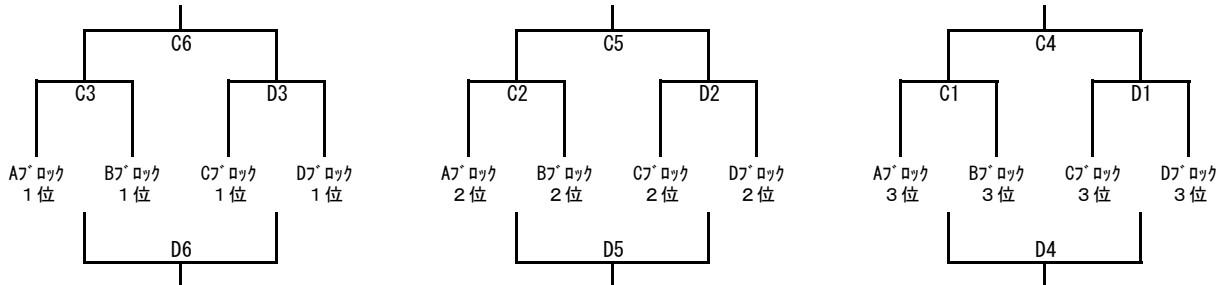 C6 C5 C4
C3 D3 C2 D2 C1 D1
Aﾌﾞﾛｯｸ Bﾌﾞﾛｯｸ Cﾌﾞﾛｯｸ Dﾌﾞﾛｯｸ Aﾌﾞﾛｯｸ Bﾌﾞﾛｯｸ Cﾌﾞﾛｯｸ Dﾌﾞﾛｯｸ Aﾌﾞﾛｯｸ Bﾌﾞﾛｯｸ Cﾌﾞﾛｯｸ Dﾌﾞﾛｯｸ
１位 １位 １位 １位 ２位 ２位 ２位 ２位 ３位 ３位 ３位 ３位
D6 D5 D4